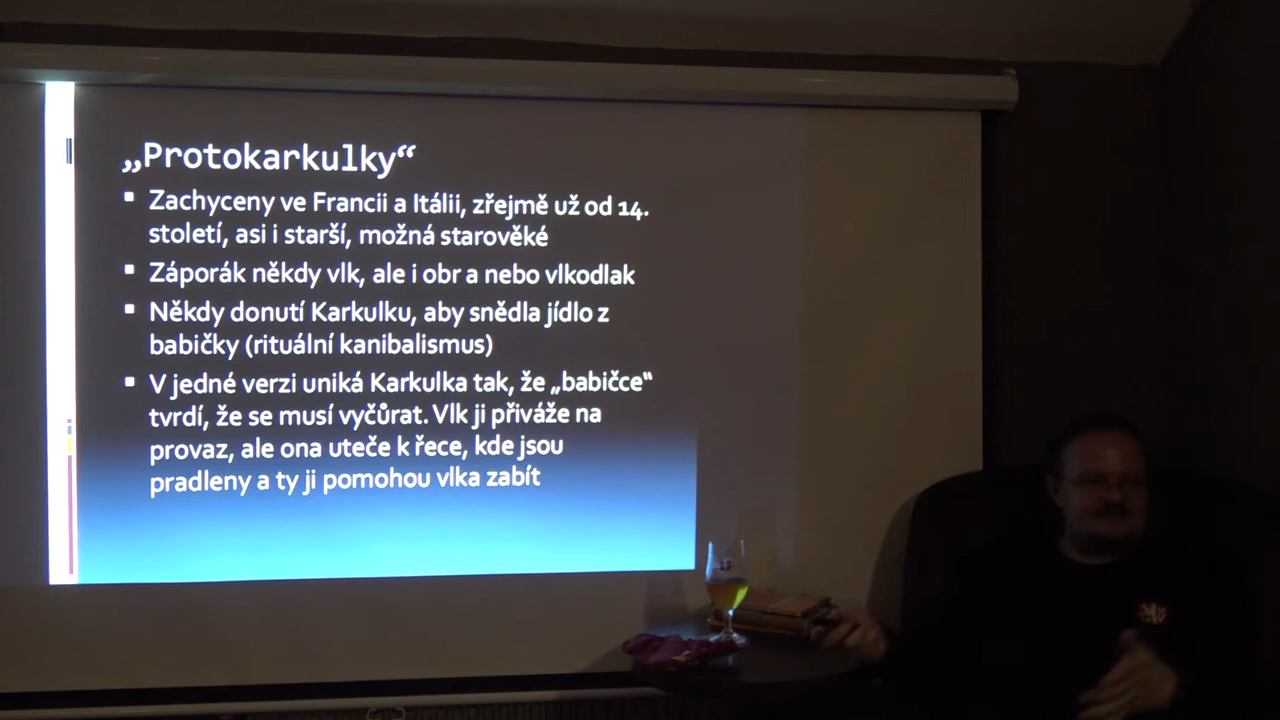 „Protokarkulky“
Zachyceny ve Francii a Itálii, zřejmě už od 14.
století, asi i starší, možná starověké
Záporák někdy vlk, ale i obr a nebo vlkodlak
Někdy donutí Karkulku, aby snědla jídlo z
babičky (rituální kanibalismus)
V jedné verzi uniká Karkulka tak, že „babičce“
tvrdí, že se musí vyčůrat. Vlk ji přiváže na
provaz, ale ona uteče k řece, kde jsou
pradleny a ty ji pomohou vlka zabít